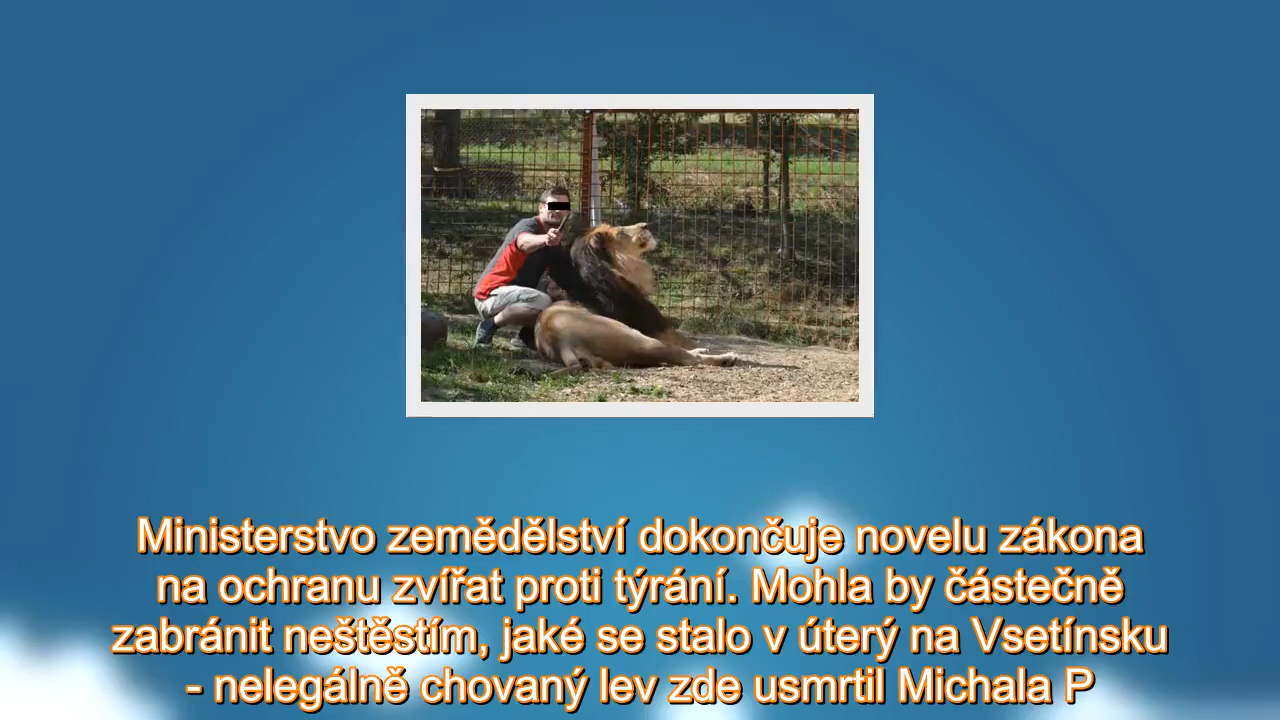 Ministerstvo zemědělství dokončuje novelu zákona
na ochranu zvířat proti týrání. Mohla by částečně
zabránit neštěstím, jaké se stalo v úterý na Vsetínsku
- nelegálně chovaný lev zde usmrtil Michala P